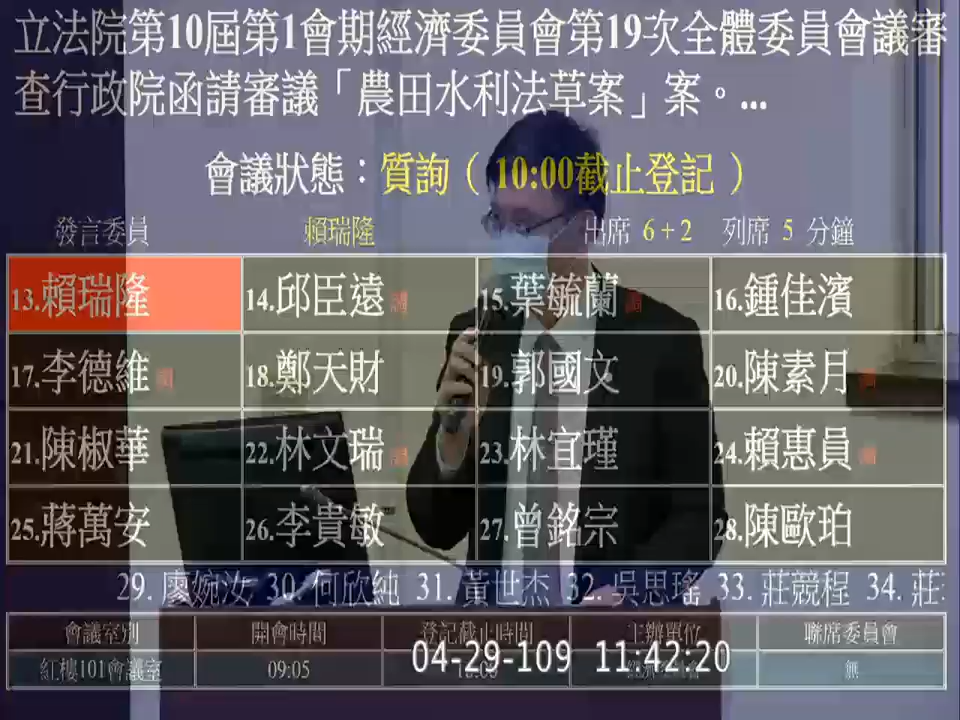 立法院第10屆第1會期經濟委員會第19次全體委員會議審
查行政院函請審議「農田水利法草案」案。...
會議狀態：質詢（10:00截止登記）
發言委員 賴瑞隆 出席 6+2 列席 5 分鐘
13.賴瑞隆 14.邱臣遠 15.葉毓蘭 16.鍾佳濱
17.李德維 18.鄭天財 19.郭國文 20.陳素月
21.陳椒華 22.林文瑞 23.林宜瑾 24.賴惠員
25.蔣萬安 26.李貴敏 27.曾銘宗 28.陳歐珀
29. 廖婉汝 30. 何欣純 31. 黃世杰 32. 吳思瑤 33. 莊競程 34. 莊
會議室別 開會時間 登記截止時間 主辦單位 聯席委員會
紅樓101會議室 09:05 10:00 無
04-29-109 11:42:20